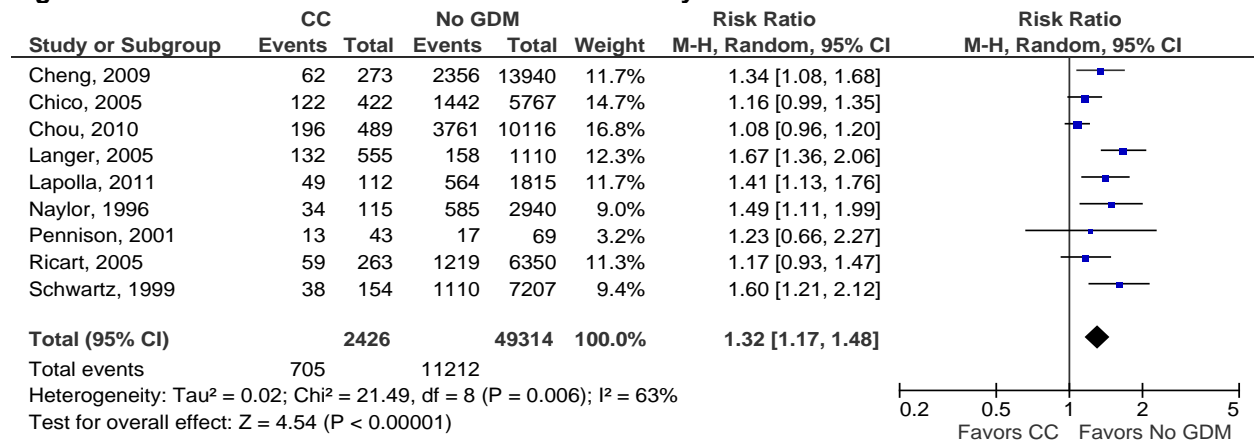 CC No GDM Risk Ratio Risk Ratio
Study or Subgroup Events Total Events Total Weight M-H, Random, 95% CI M-H, Random, 95% CI
Cheng, 2009 62 273 2356 13940 11.7% 1.34 [1.08, 1.68]
Chico, 2005 122 422 1442 5767 14.7% 1.16 [0.99, 1.35]
Chou, 2010 196 489 3761 10116 16.8% 1.08 [0.96, 1.20]
Langer, 2005 132 555 158 1110 12.3% 1.67 [1.36, 2.06]
Lapolla, 2011 49 112 564 1815 11.7% 1.41 [1.13, 1.76]
Naylor, 1996 34 115 585 2940 9.0% 1.49 [1.11, 1.99]
Pennison, 2001 13 43 17 69 3.2% 1.23 [0.66, 2.27]
Ricart, 2005 59 263 1219 6350 11.3% 1.17 [0.93, 1.47]
Schwartz, 1999 38 154 1110 7207 9.4% 1.60 [1.21, 2.12]
Total (95% CI) 2426 49314 100.0% 1.32 [1.17, 1.48]
Total events 705 11212
Heterogeneity: Tau² = 0.02; Chi² = 21.49, df = 8 (P = 0.006); I² = 63%
Test for overall effect: Z = 4.54 (P < 0.00001)
0.2 0.5 1 2 5
Favors CC Favors No GDM